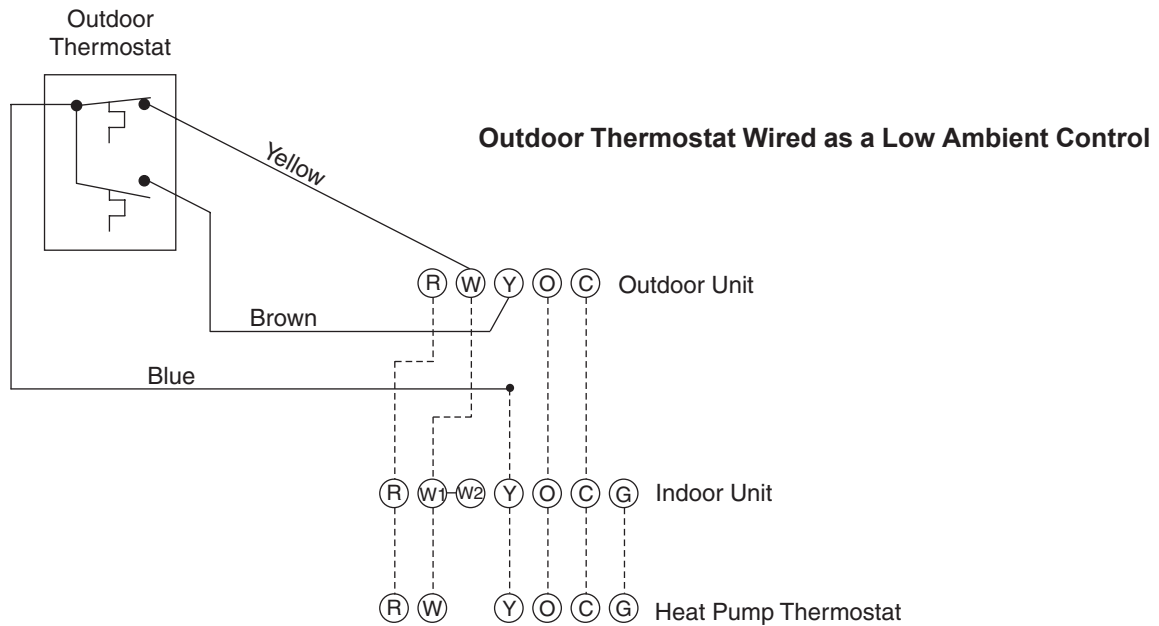 Outdoor
Thermostat
Outdoor Thermostat Wired as a Low Ambient Control
Yellow
R W Y O C Outdoor Unit
Brown
Blue
R W1 W2 Y O C G Indoor Unit
R W Y O C G Heat Pump Thermostat